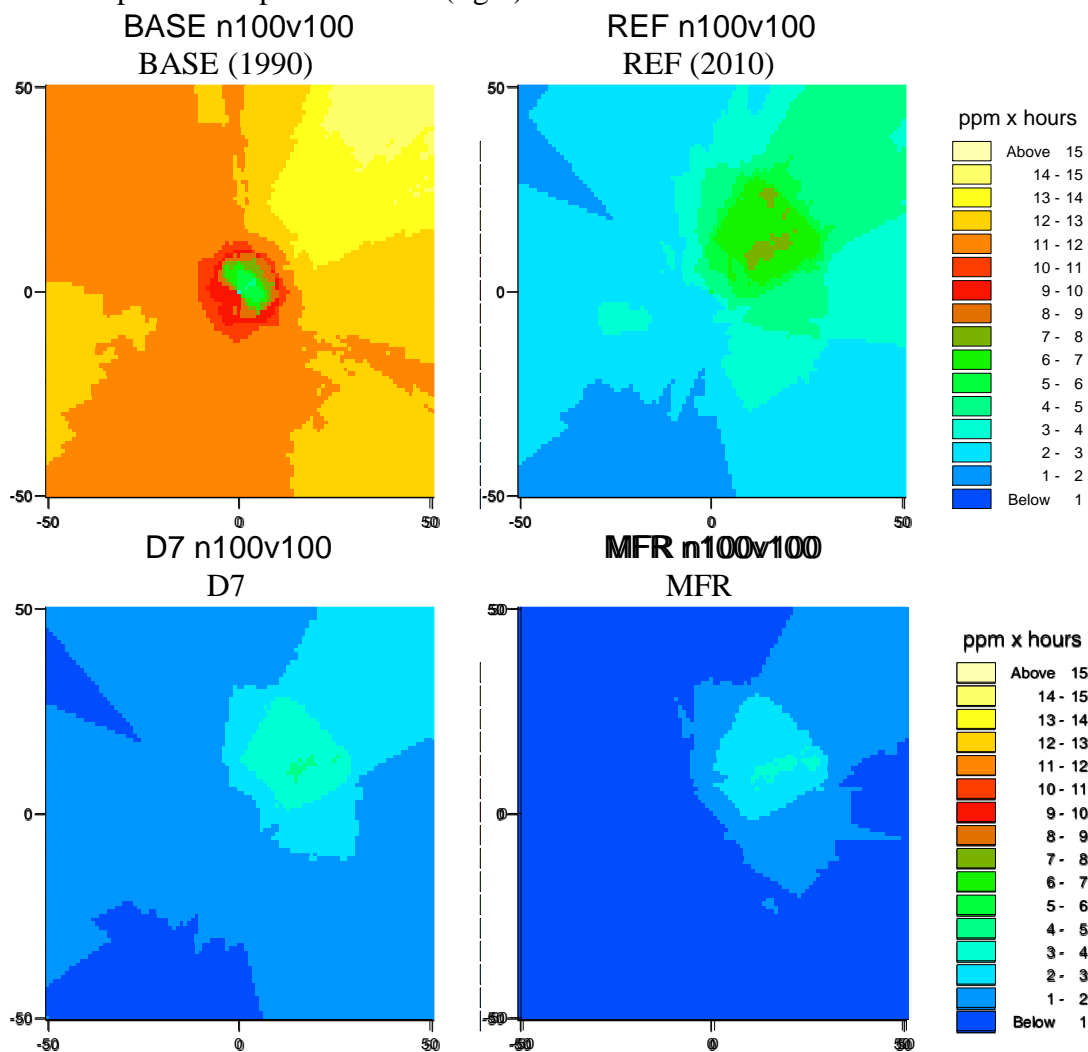 BASE n100v100
REF n100v100
BASE (1990)
REF (2010)
50
0
-50
-50 0 50
50
0
-50
-50 0 50
ppm x hours
Above 15
14 - 15
13 - 14
12 - 13
11 - 12
10 - 11
9 - 10
8 - 9
7 - 8
6 - 7
5 - 6
4 - 5
3 - 4
2 - 3
1 - 2
Below 1
D7 n100v100
MFR n100v100
D7
MFR
50
0
-50
-50 0 50
50
0
-50
-50 0 50
ppm x hours
Above 15
14 - 15
13 - 14
12 - 13
11 - 12
10 - 11
9 - 10
8 - 9
7 - 8
6 - 7
5 - 6
4 - 5
3 - 4
2 - 3
1 - 2
Below 1